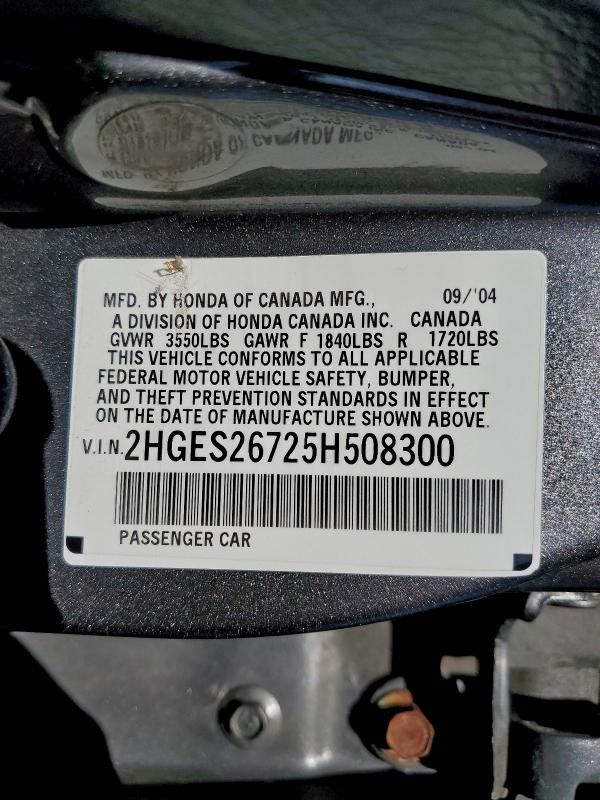 MFD. BY HONDA OF CANADA MFG., 09/'04
A DIVISION OF HONDA CANADA INC. CANADA
GVWR 3550LBS GAWR F 1840LBS R 1720LBS
THIS VEHICLE CONFORMS TO ALL APPLICABLE
FEDERAL MOTOR VEHICLE SAFETY, BUMPER,
AND THEFT PREVENTION STANDARDS IN EFFECT
ON THE DATE OF MANUFACTURE SHOWN ABOVE.
V.I.N. 2HGES26725H508300
PASSENGER CAR